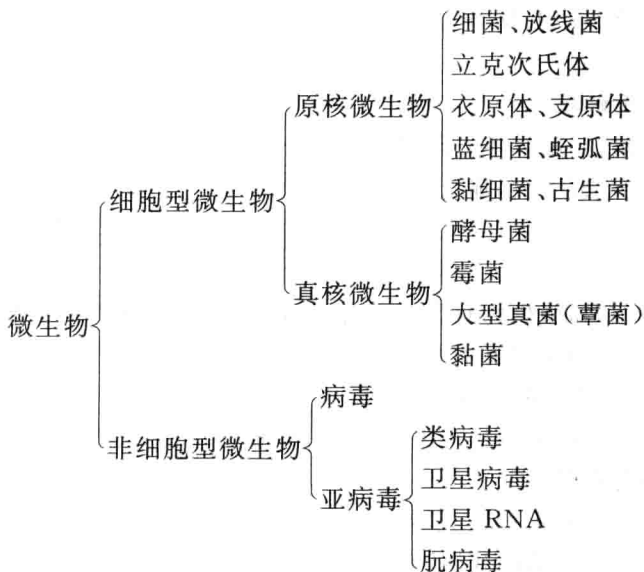 微生物
细胞型微生物
原核微生物
细菌、放线菌
立克次氏体
衣原体、支原体
蓝细菌、蛭弧菌
黏细菌、古生菌
真核微生物
酵母菌
霉菌
大型真菌(蕈菌)
黏菌
非细胞型微生物
病毒
亚病毒
类病毒
卫星病毒
卫星 RNA
朊病毒